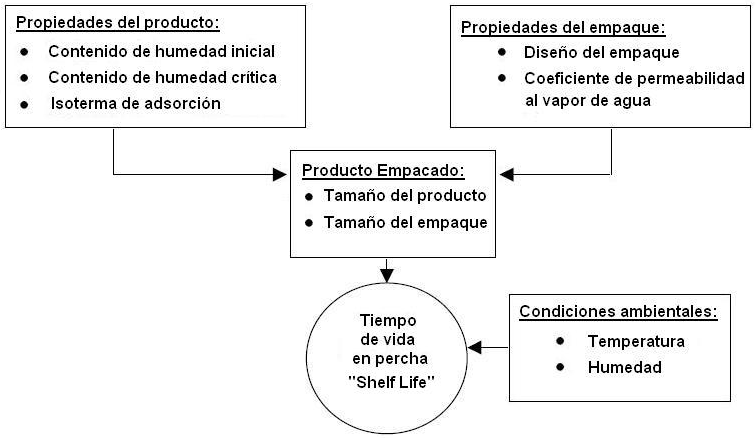 Propiedades del producto:
● Contenido de humedad inicial
● Contenido de humedad crítica
● Isoterma de adsorción
Propiedades del empaque:
● Diseño del empaque
● Coeficiente de permeabilidad
al vapor de agua
Producto Empacado:
● Tamaño del producto
● Tamaño del empaque
Tiempo
de vida
en percha
"Shelf Life"
Condiciones ambientales:
● Temperatura
● Humedad